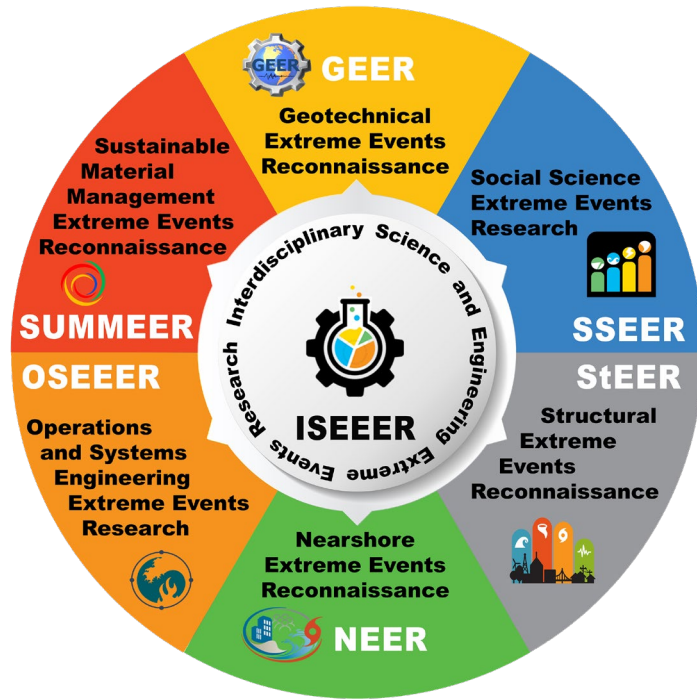 GEER
GEER
Geotechnical
Extreme Events
Reconnaissance
Social Science
Extreme Events
Research
SSEER
StEER
Structural
Extreme
Events
Reconnaissance
Nearshore
Extreme Events
Reconnaissance
NEER
OSEEER
Operations
and Systems
Engineering
Extreme Events
Research
Sustainable
Material
Management
Extreme Events
Reconnaissance
SUMMEER
Interdisciplinary Science and Engineering Extreme Events Research
ISEEER